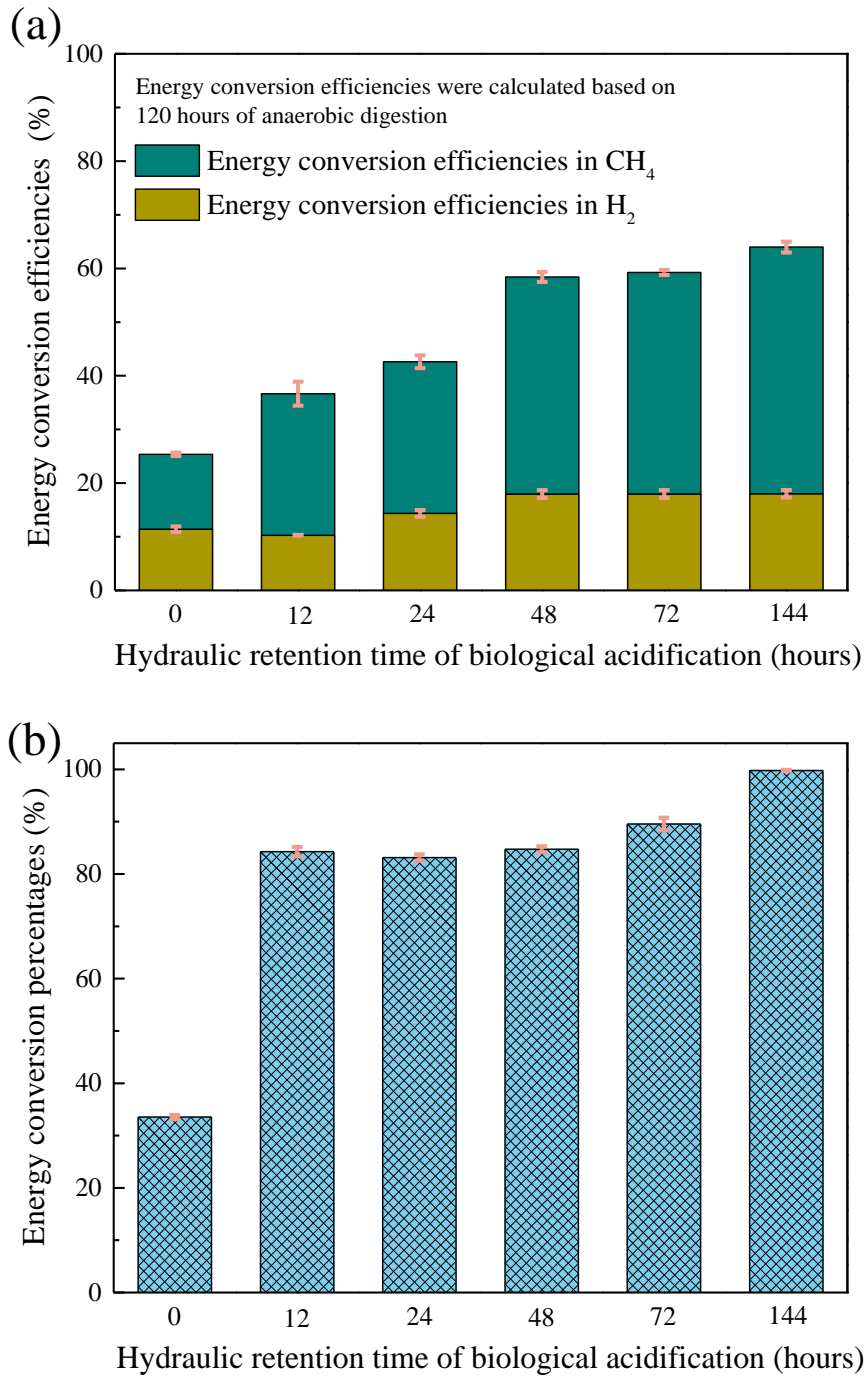 (a)
Energy conversion efficiencies (%)
100
80
60
40
20
0
Energy conversion efficiencies were calculated based on
120 hours of anaerobic digestion
Energy conversion efficiencies in CH₄
Energy conversion efficiencies in H₂
0 12 24 48 72 144
Hydraulic retention time of biological acidification (hours)
(b)
Energy conversion percentages (%)
100
80
60
40
20
0
0 12 24 48 72 144
Hydraulic retention time of biological acidification (hours)